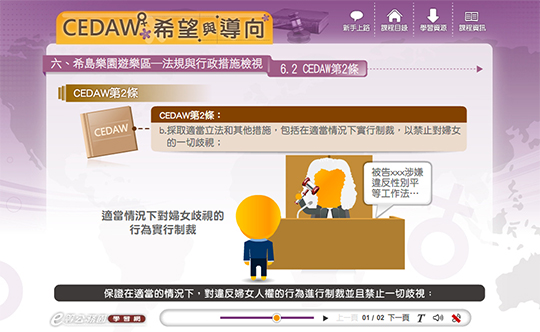 CEDAW希望與導向
新手上路
課程目錄
學習資源
課程資訊
六、希島樂園遊樂區—法規與行政措施檢視
6.2 CEDAW第2條
CEDAW第2條
CEDAW
CEDAW第2條：
b.採取適當立法和其他措施，包括在適當情況下實行制裁，以禁止對婦女
的一切歧視；
被告xxx涉嫌
違反性別平
等工作法…
適當情況下對婦女歧視的
行為實行制裁
保證在適當的情況下，對違反婦女人權的行為進行制裁並且禁止一切歧視：
學習網
上一頁 01 / 02 下一頁 T